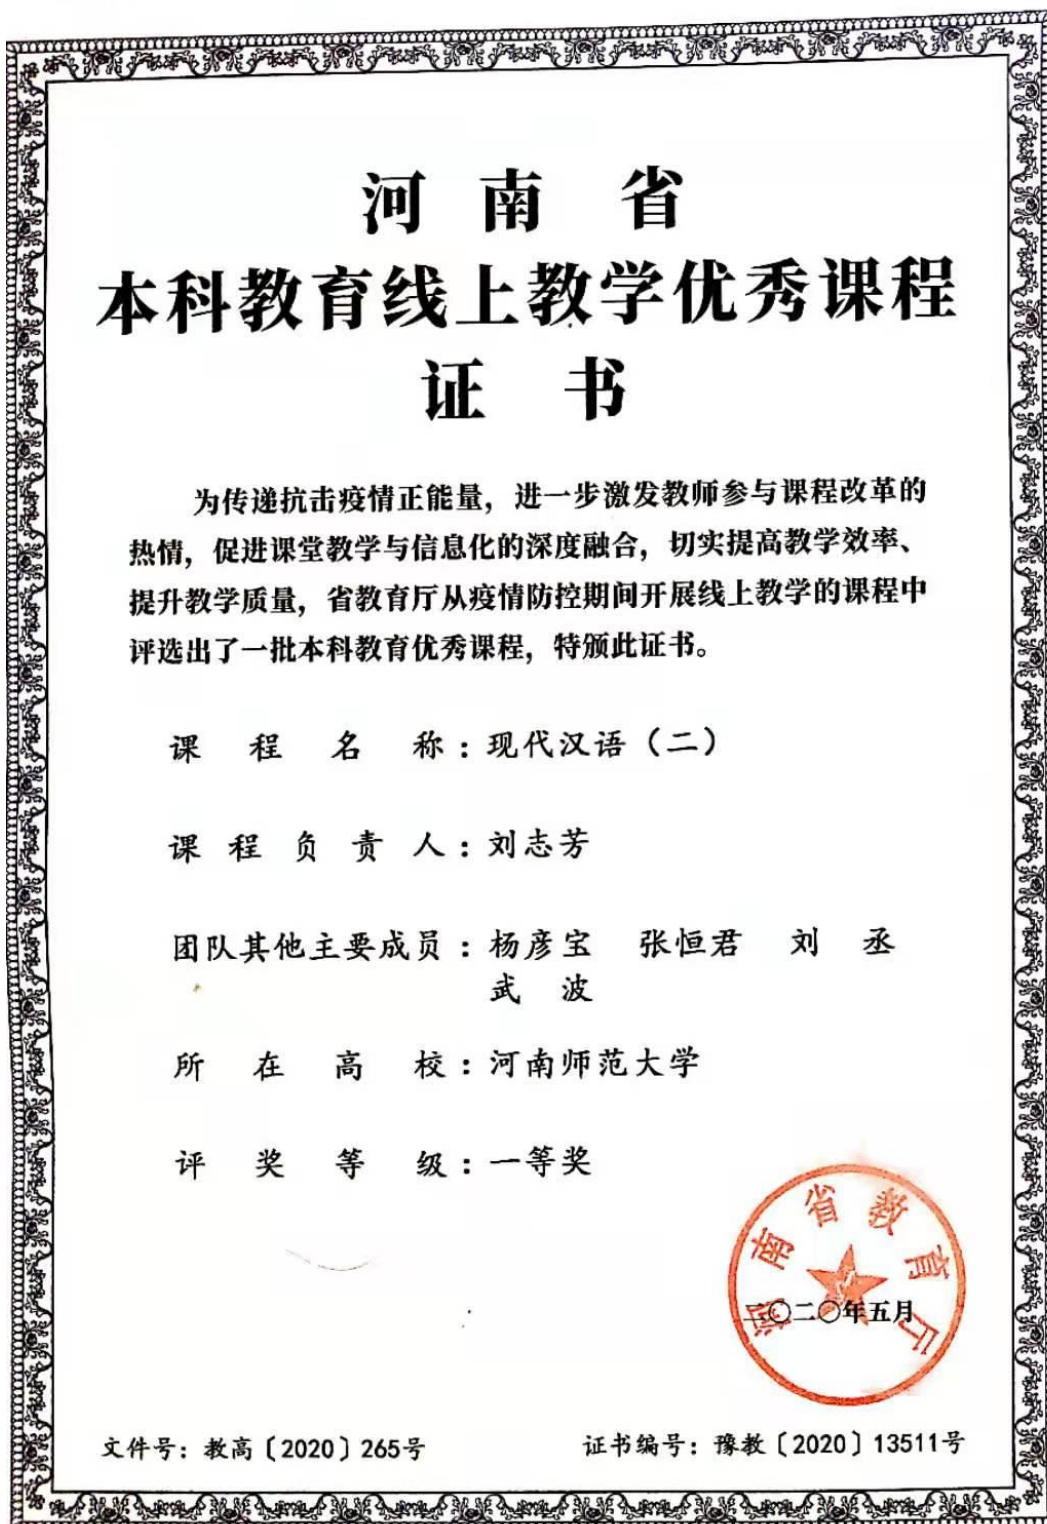 河南省
本科教育线上教学优秀课程
证书
为传递抗击疫情正能量，进一步激发教师参与课程改革的
热情，促进课堂教学与信息化的深度融合，切实提高教学效率、
提升教学质量，省教育厅从疫情防控期间开展线上教学的课程中
评选出了一批本科教育优秀课程，特颁此证书。
课程名称：现代汉语（二）
课程负责人：刘志芳
团队其他主要成员：杨彦宝 张恒君 刘丞
武波
所在高校：河南师范大学
评奖等级：一等奖
河南省教育厅
二〇二〇年五月
文件号：教高〔2020〕265号 证书编号：豫教〔2020〕13511号